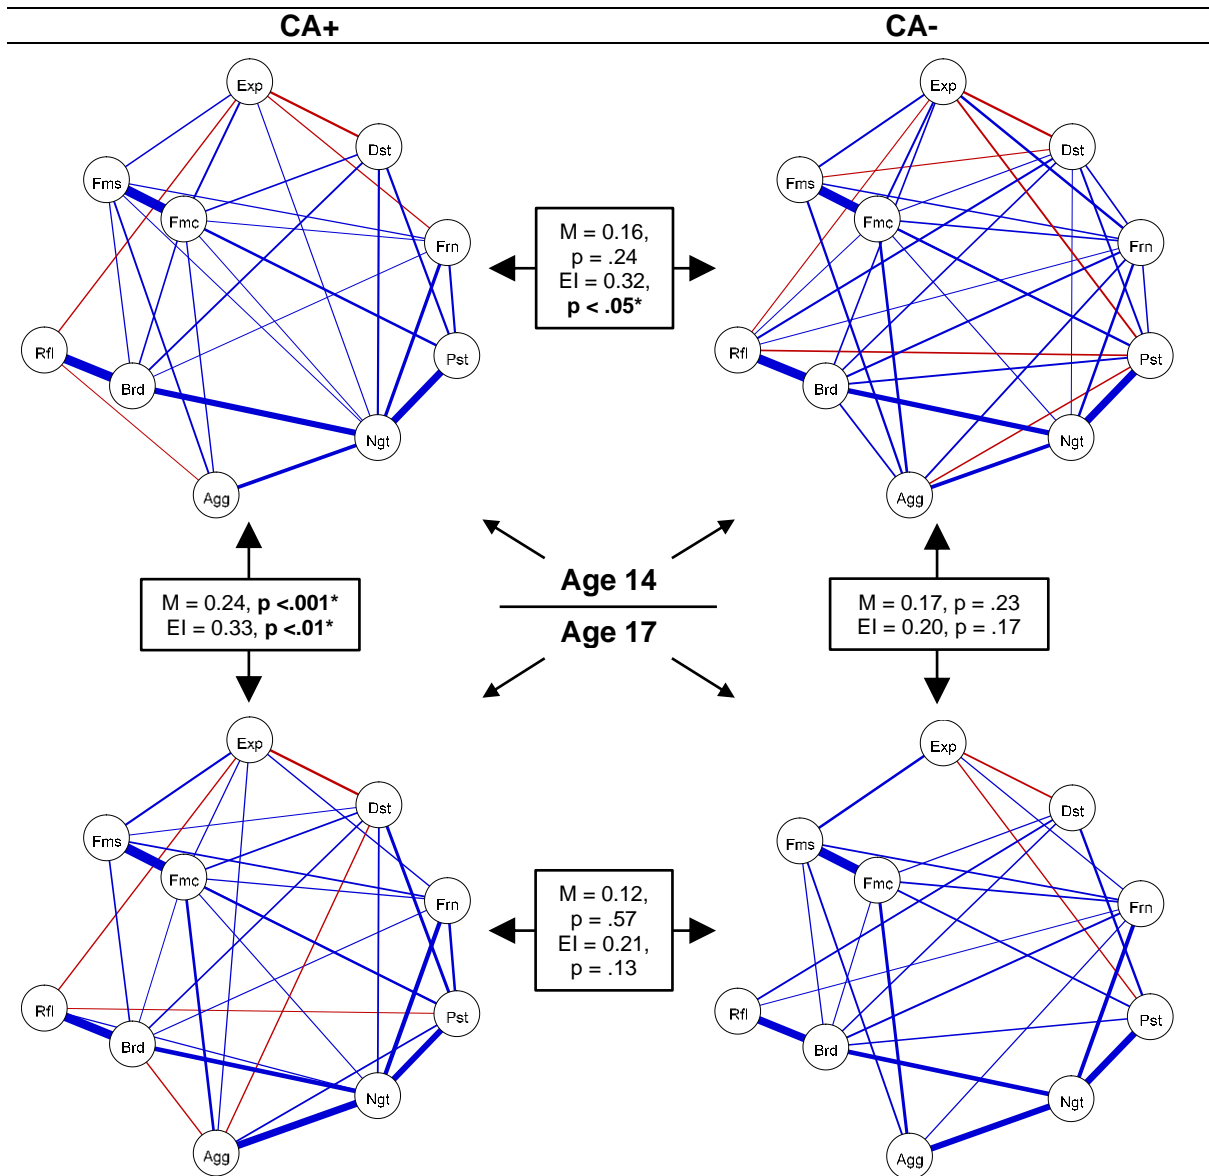 CA+ CA-
Exp
Dst
Fms
Fmc
Frn
Rfl
Brd
Pst
Ngt
Agg
M = 0.16,
p = .24
EI = 0.32,
p < .05*
Exp
Dst
Fms
Fmc
Frn
Rfl
Brd
Pst
Ngt
Agg
M = 0.24, p <.001*
EI = 0.33, p <.01*
Age 14
Age 17
M = 0.17, p = .23
EI = 0.20, p = .17
Exp
Dst
Fms
Fmc
Frn
Rfl
Brd
Pst
Ngt
Agg
M = 0.12,
p = .57
EI = 0.21,
p = .13
Exp
Dst
Fms
Fmc
Frn
Rfl
Brd
Pst
Ngt
Agg